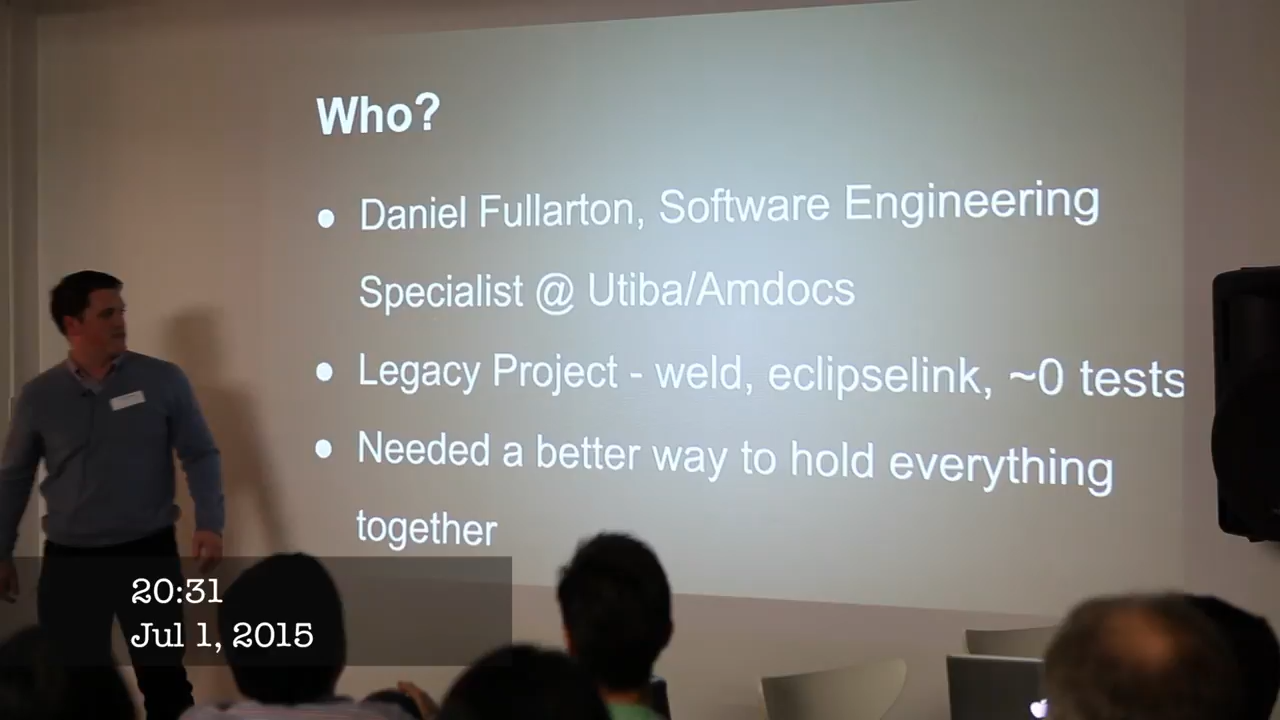 Who?
● Daniel Fullarton, Software Engineering
Specialist @ Utiba/Amdocs
● Legacy Project - weld, eclipselink, ~0 tests
● Needed a better way to hold everything
together
20:31
Jul 1, 2015